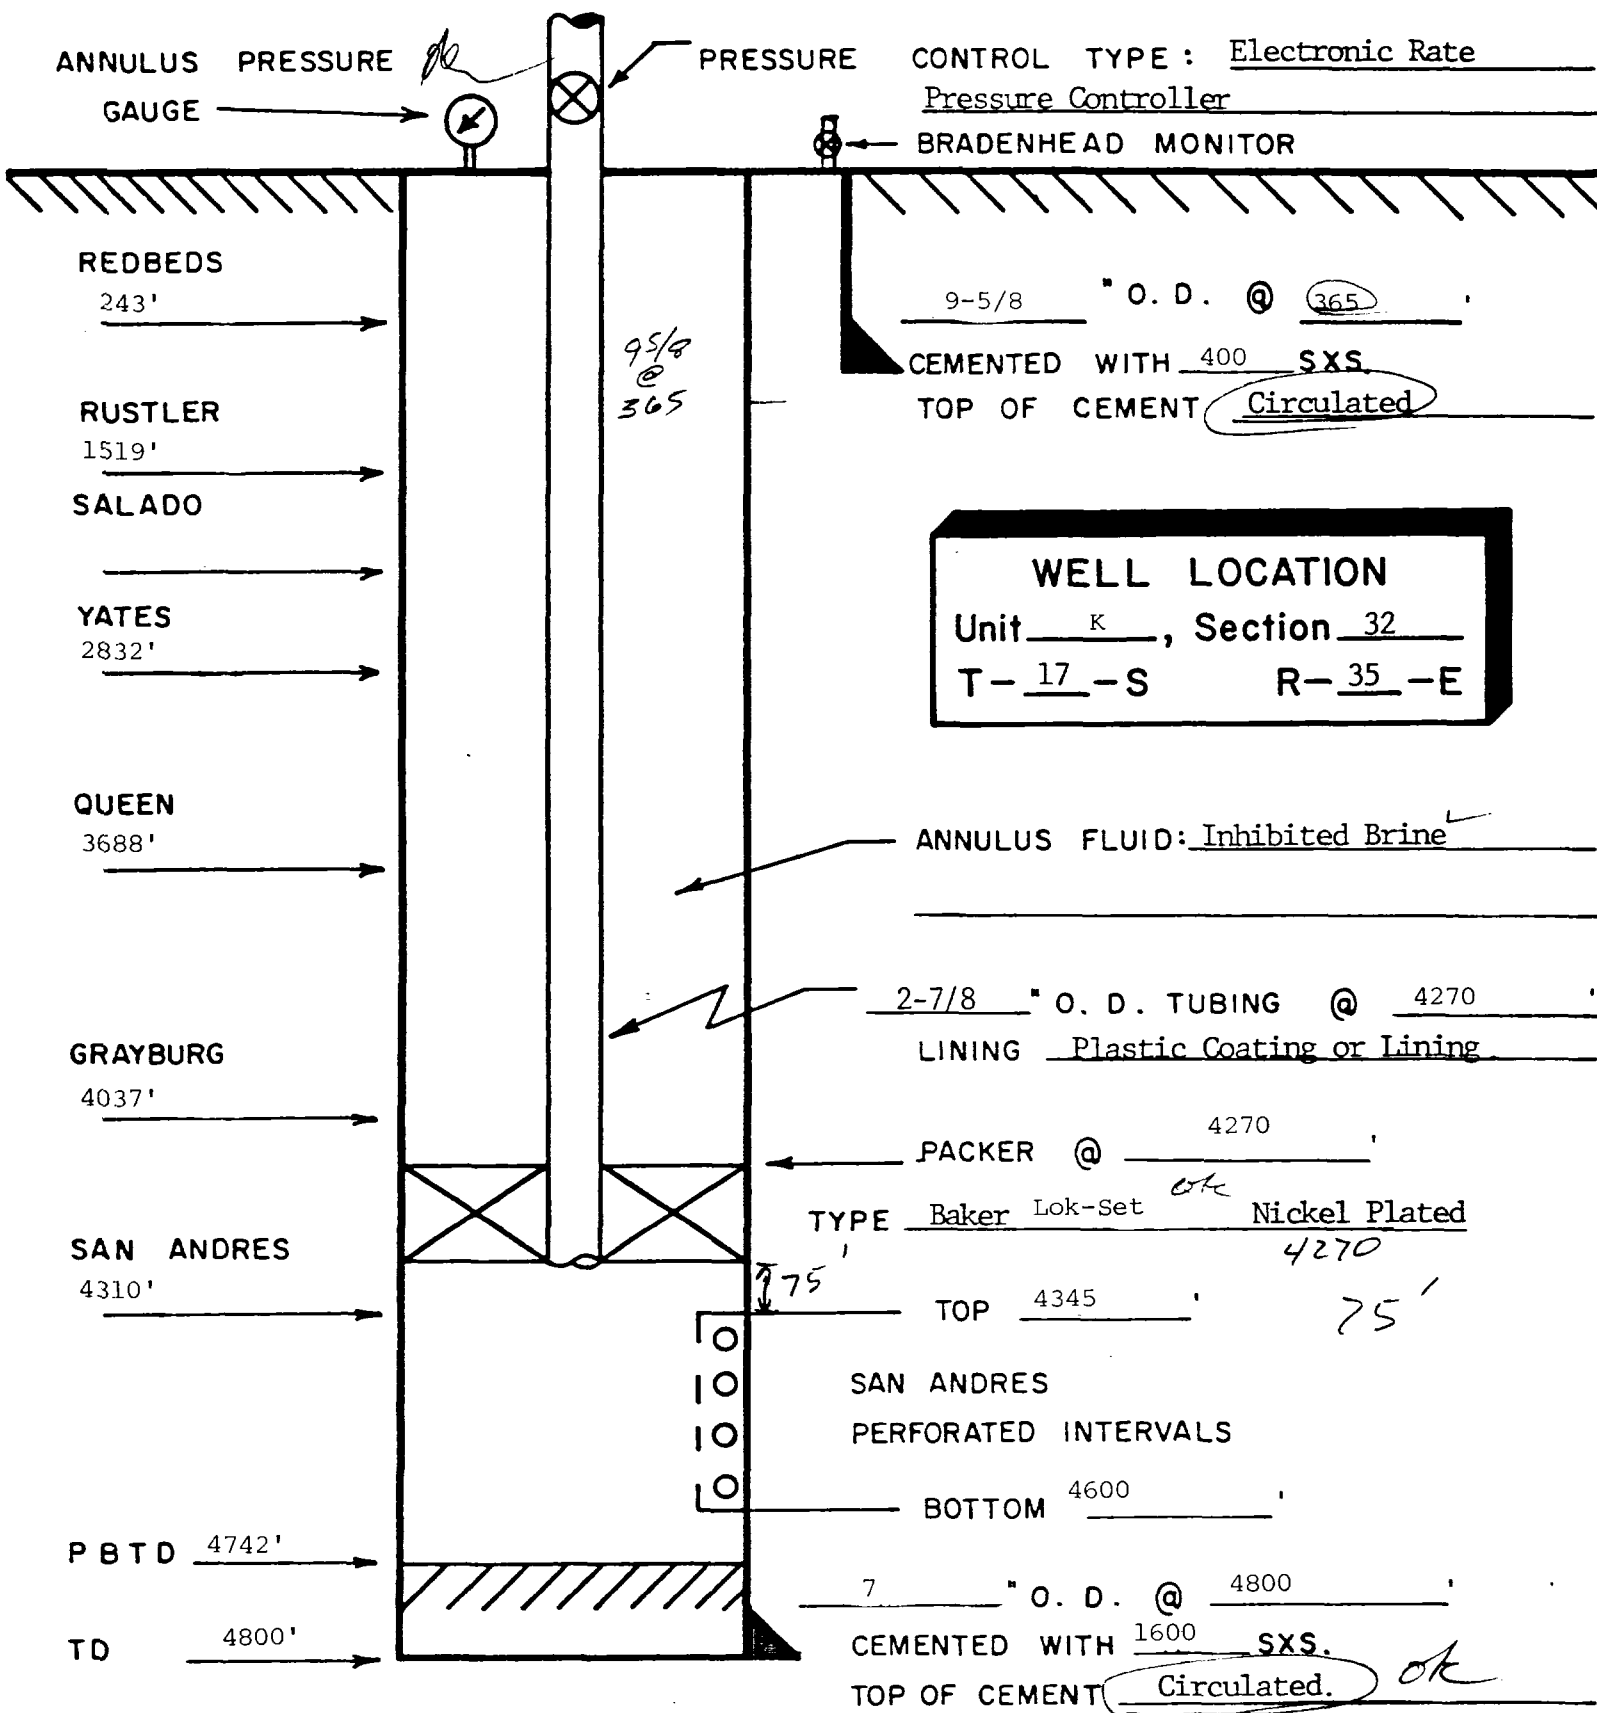 ANNULUS PRESSURE ok
GAUGE
PRESSURE CONTROL TYPE: Electronic Rate
Pressure Controller
BRADENHEAD MONITOR
REDBEDS
243'
9-5/8 " O. D. @ 365 '
CEMENTED WITH 400 SXS.
TOP OF CEMENT Circulated
9 5/8
@
365
RUSTLER
1519'
SALADO
YATES
2832'
WELL LOCATION
Unit K, Section 32
T-17-S R-35-E
QUEEN
3688'
ANNULUS FLUID: Inhibited Brine
2-7/8 " O. D. TUBING @ 4270 '
LINING Plastic Coating or Lining
GRAYBURG
4037'
PACKER @ 4270 '
ok
TYPE Baker Lok-Set Nickel Plated
4270
SAN ANDRES
4310'
75'
TOP 4345 '
75'
SAN ANDRES
PERFORATED INTERVALS
BOTTOM 4600 '
PBTD 4742'
7 " O. D. @ 4800 '
TD 4800'
CEMENTED WITH 1600 SXS.
TOP OF CEMENT Circulated. ok